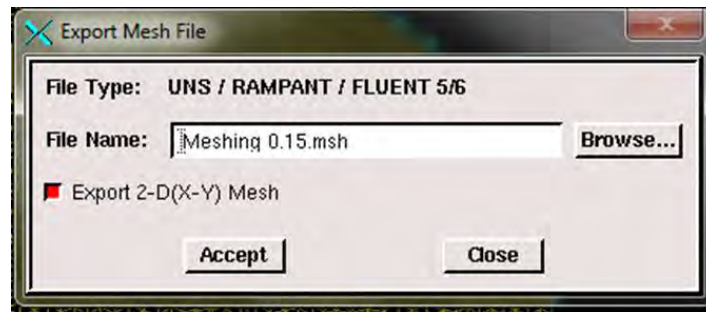 Export Mesh File
File Type: UNS / RAMPANT / FLUENT 5/6
File Name: Meshing 0.15.msh Browse...
Export 2-D(X-Y) Mesh
Accept Close